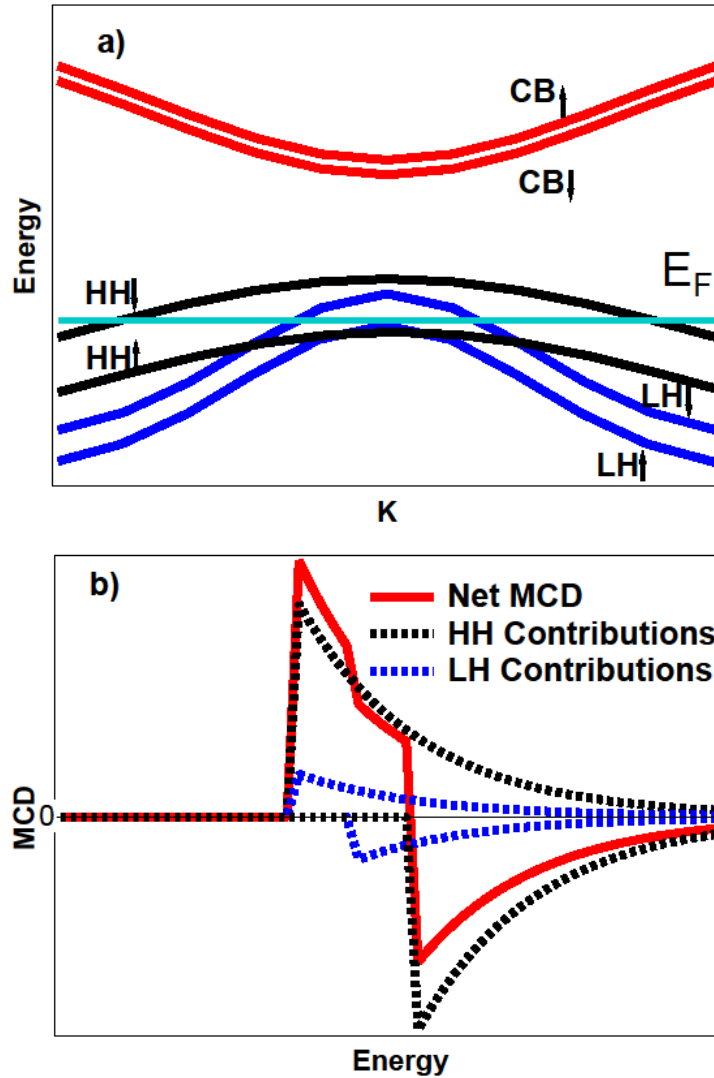 a)
CB
CB
Energy
E_F
HH
HH
LH
LH
K
b)
Net MCD
HH Contributions
LH Contributions
MCD
0
Energy